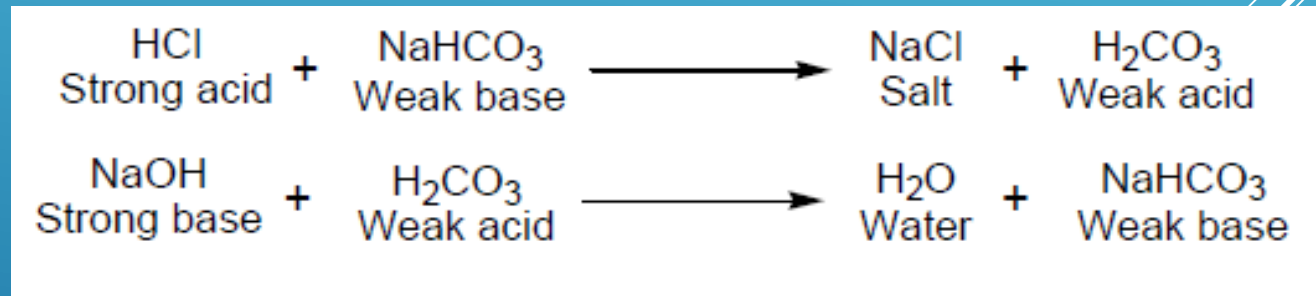 HCl + NaHCO₃ → NaCl + H₂CO₃
Strong acid Weak base Salt Weak acid
NaOH + H₂CO₃ → H₂O + NaHCO₃
Strong base Weak acid Water Weak base